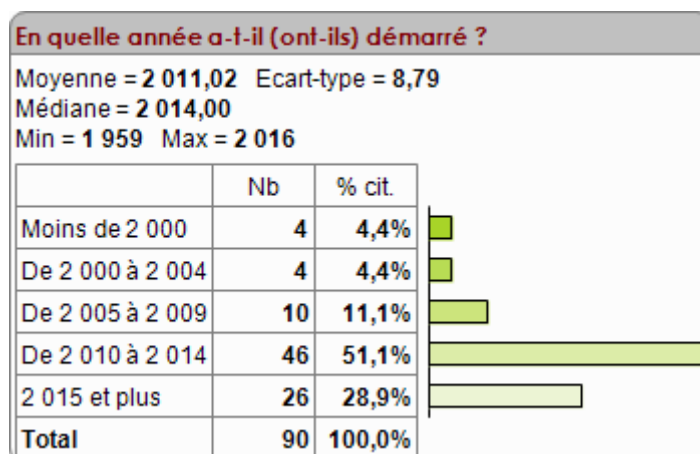 En quelle année a-t-il (ont-ils) démarré ?
Moyenne = 2 011,02 Ecart-type = 8,79
Médiane = 2 014,00
Min = 1 959 Max = 2 016
Nb % cit.
Moins de 2 000 4 4,4%
De 2 000 à 2 004 4 4,4%
De 2 005 à 2 009 10 11,1%
De 2 010 à 2 014 46 51,1%
2 015 et plus 26 28,9%
Total 90 100,0%